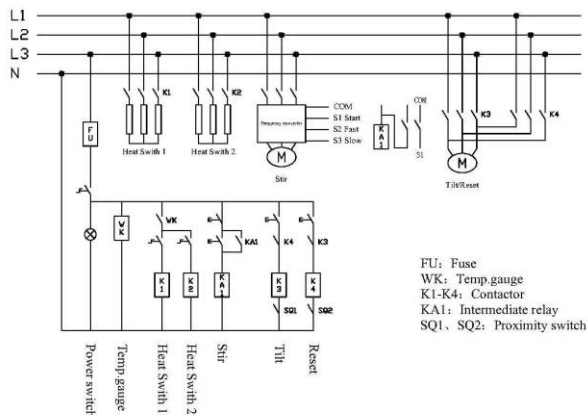 L1
L2
L3
N
K1
K2
COM
S1 Start
S2 Fast
S3 Slow
KA1
COM
S1
K3
K4
FU
Frequency converter
M
M
Heat Swith 1
Heat Swith 2
Stir
Tilt/Reset
WK
WK
KA1
K4
K3
K1
K2
KA1
K3
K4
SQ1
SQ2
FU: Fuse
WK: Temp.gauge
K1-K4: Contactor
KA1: Intermediate relay
SQ1、SQ2: Proximity switch
Power switch
Temp.gauge
Heat Swith 1
Heat Swith 2
Stir
Tilt
Reset